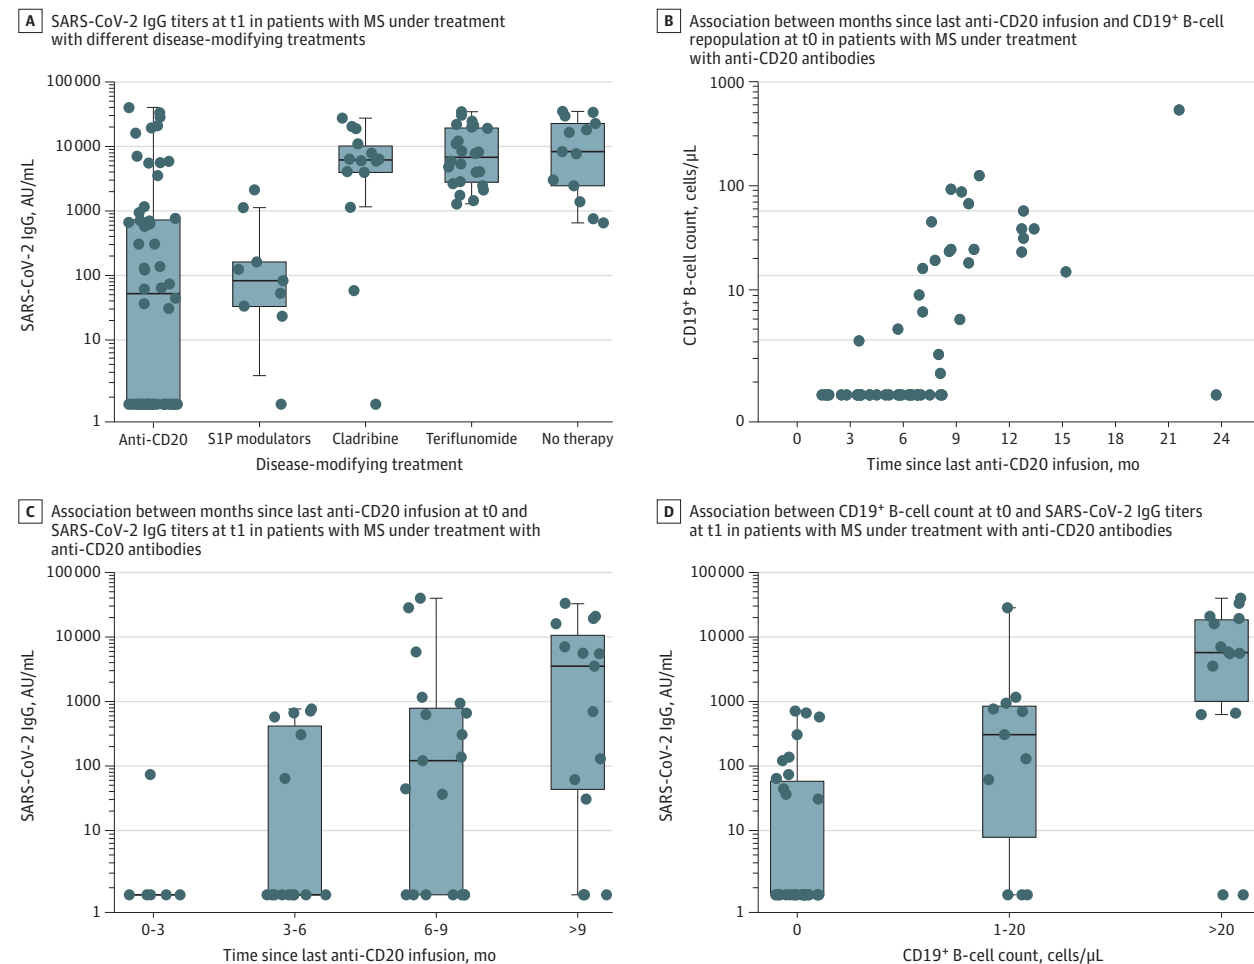 A SARS-CoV-2 IgG titers at t1 in patients with MS under treatment
with different disease-modifying treatments
100 000
10 000
1000
100
10
1
SARS-CoV-2 IgG, AU/mL
Anti-CD20 S1P modulators Cladribine Teriflunomide No therapy
Disease-modifying treatment
B Association between months since last anti-CD20 infusion and CD19⁺ B-cell
repopulation at t0 in patients with MS under treatment
with anti-CD20 antibodies
1000
100
10
0
CD19⁺ B-cell count, cells/μL
0 3 6 9 12 15 18 21 24
Time since last anti-CD20 infusion, mo
C Association between months since last anti-CD20 infusion at t0 and
SARS-CoV-2 IgG titers at t1 in patients with MS under treatment with
anti-CD20 antibodies
100 000
10 000
1000
100
10
1
SARS-CoV-2 IgG, AU/mL
0-3 3-6 6-9 >9
Time since last anti-CD20 infusion, mo
D Association between CD19⁺ B-cell count at t0 and SARS-CoV-2 IgG titers
at t1 in patients with MS under treatment with anti-CD20 antibodies
100 000
10 000
1000
100
10
1
SARS-CoV-2 IgG, AU/mL
0 1-20 >20
CD19⁺ B-cell count, cells/μL